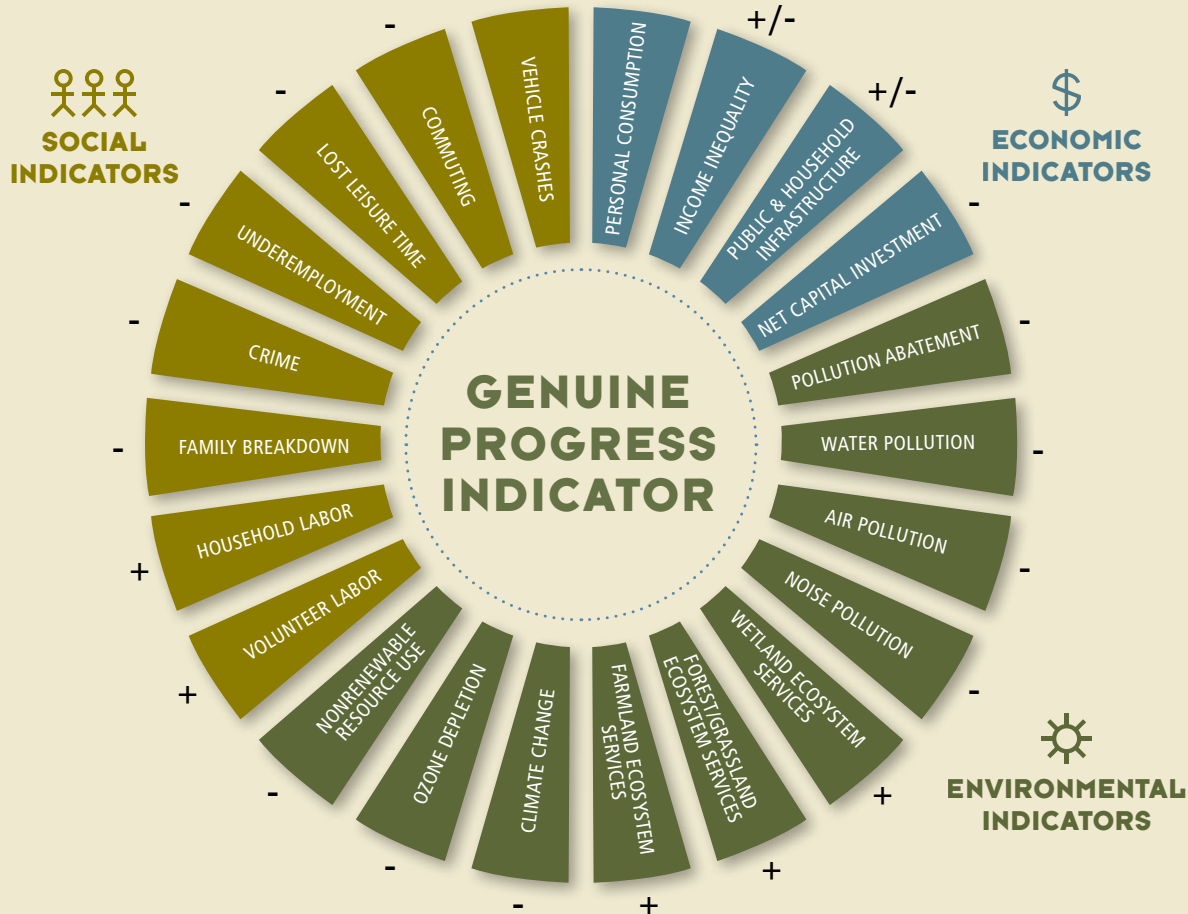 SOCIAL
INDICATORS
$
ECONOMIC
INDICATORS
ENVIRONMENTAL
INDICATORS
GENUINE
PROGRESS
INDICATOR
PERSONAL CONSUMPTION
INCOME INEQUALITY
+/-
PUBLIC & HOUSEHOLD
INFRASTRUCTURE
+/-
NET CAPITAL INVESTMENT
-
POLLUTION ABATEMENT
-
WATER POLLUTION
-
AIR POLLUTION
-
NOISE POLLUTION
-
WETLAND ECOSYSTEM
SERVICES
+
FOREST/GRASSLAND
ECOSYSTEM SERVICES
+
FARMLAND ECOSYSTEM
SERVICES
+
CLIMATE CHANGE
-
OZONE DEPLETION
-
NONRENEWABLE
RESOURCE USE
-
VOLUNTEER LABOR
+
HOUSEHOLD LABOR
+
FAMILY BREAKDOWN
-
CRIME
-
UNDEREMPLOYMENT
-
LOST LEISURE TIME
-
COMMUTING
-
VEHICLE CRASHES